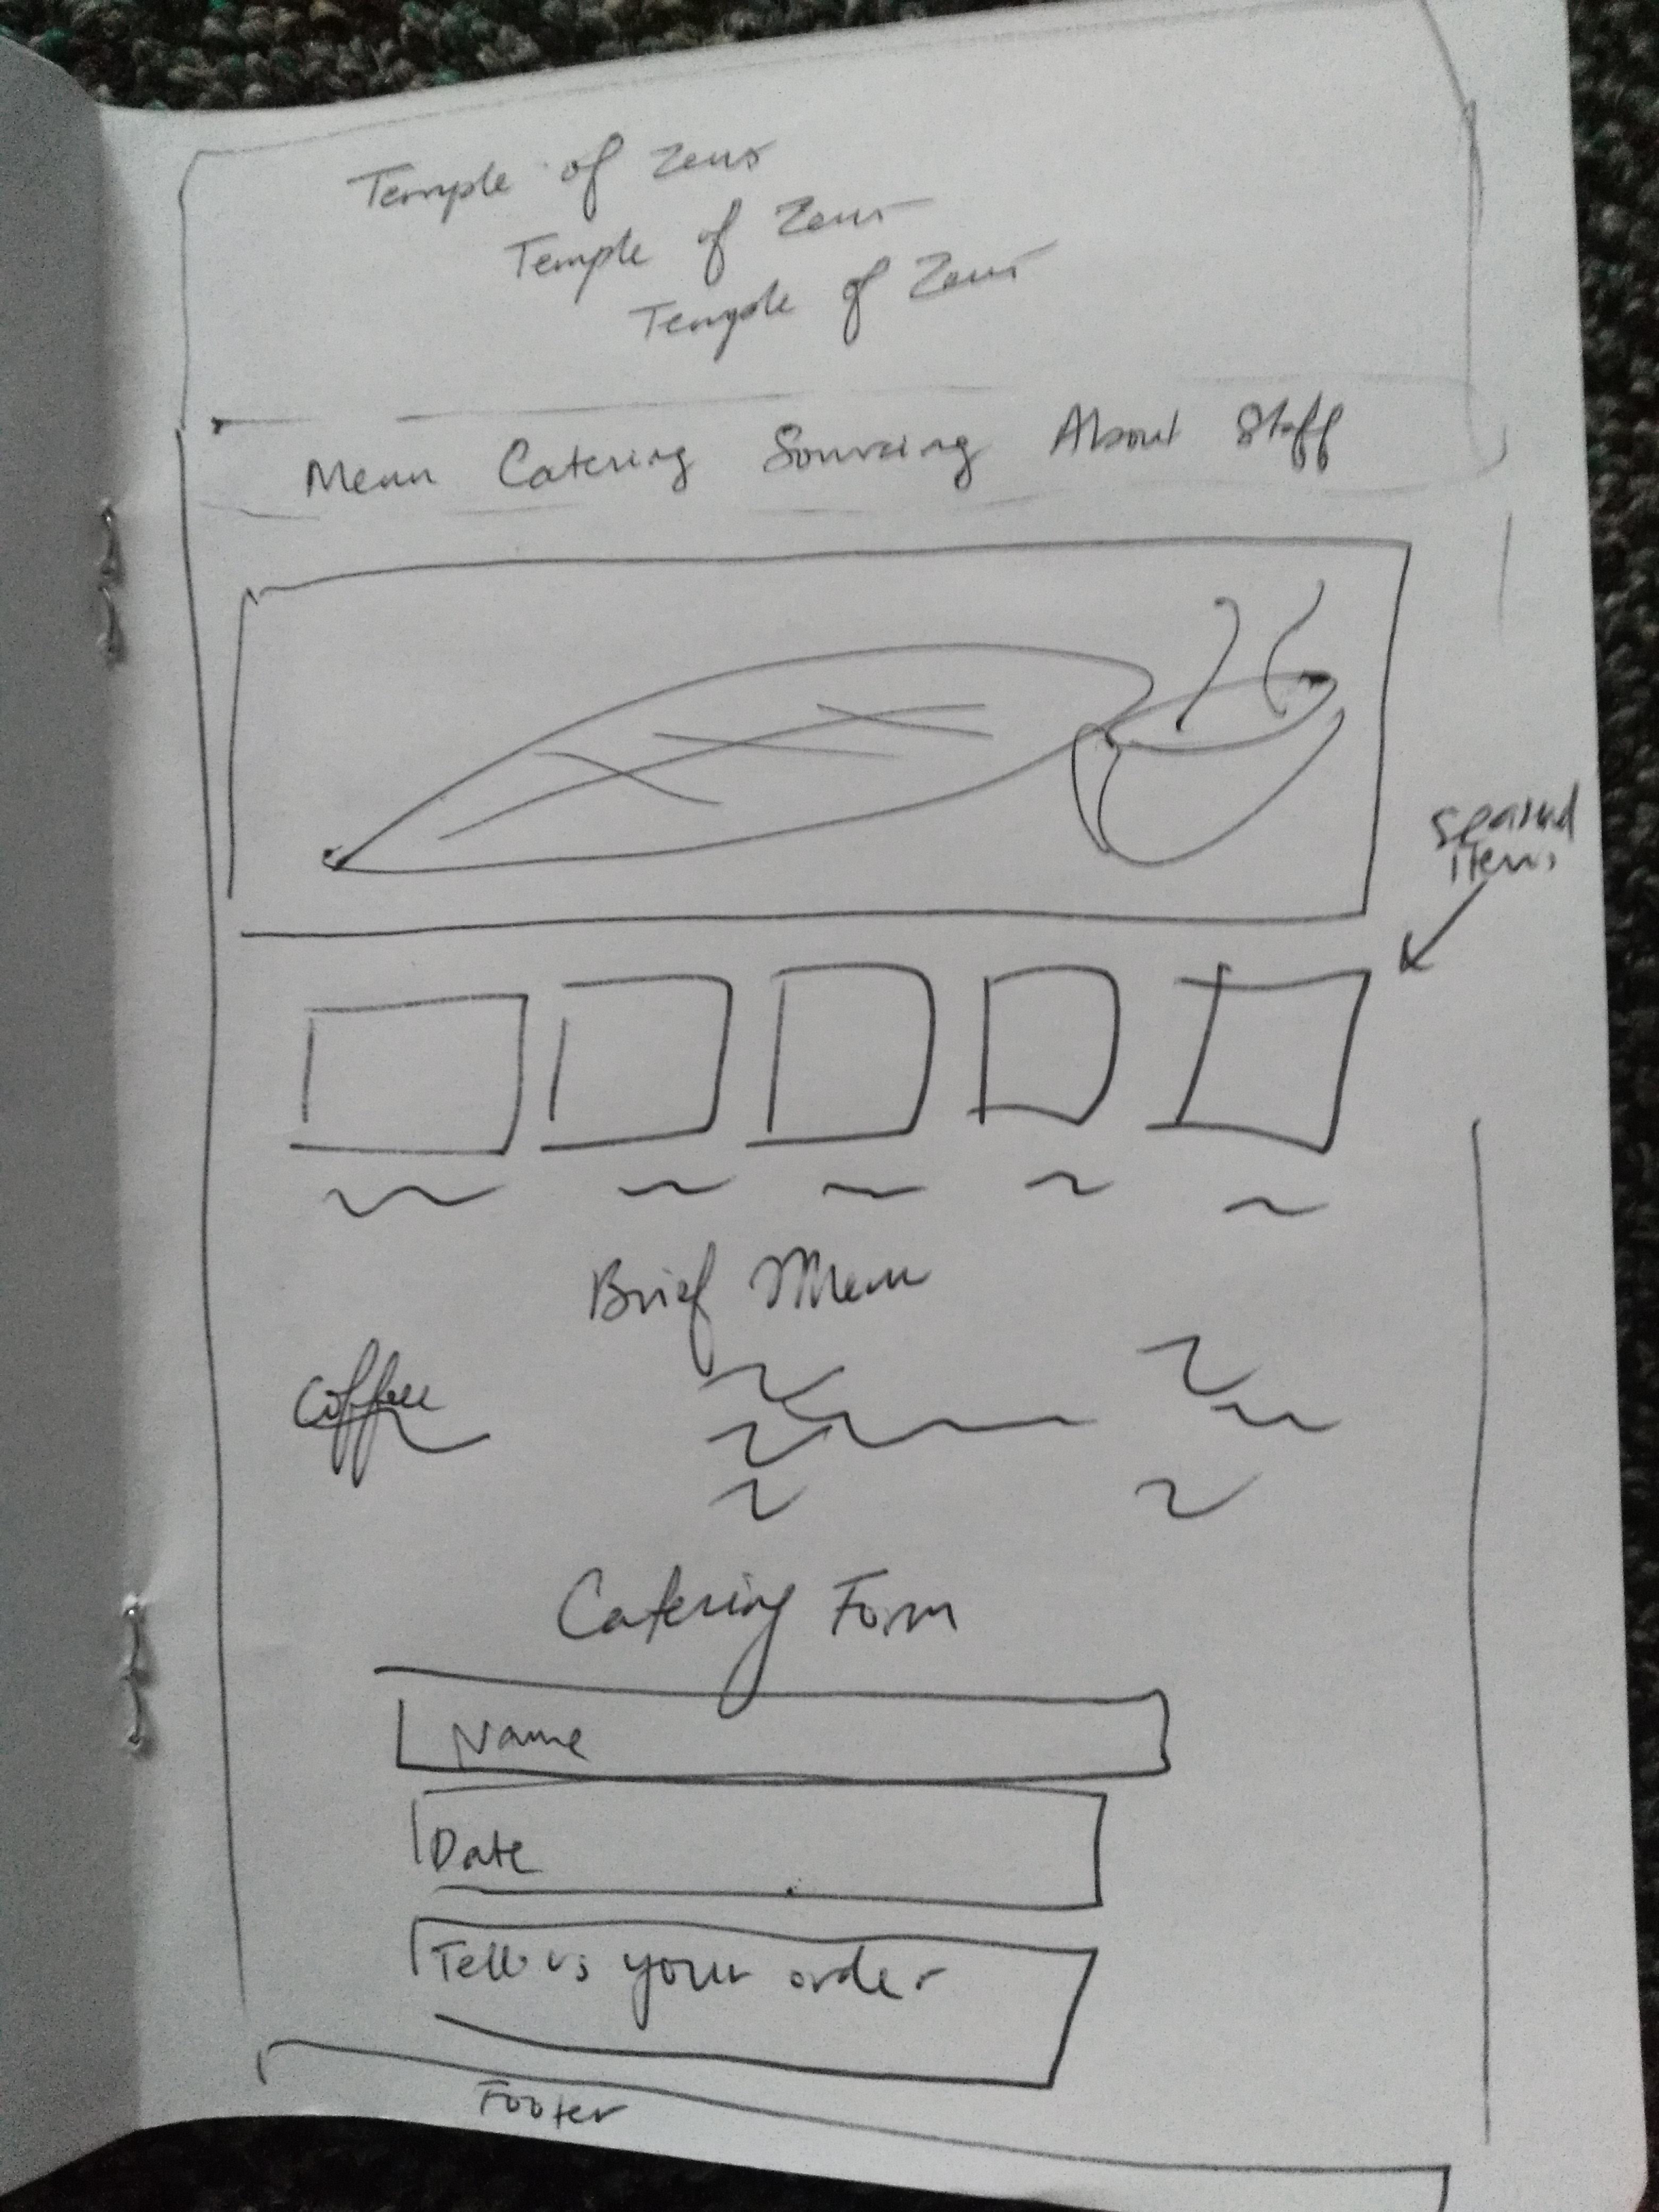 Temple of Zeus
Temple of Zeus
Temple of Zeus
Menu Catering Sourcing About Staff
items
Brief Menu
Coffee
Catering Form
Name
Date
Tell us your order
Footer